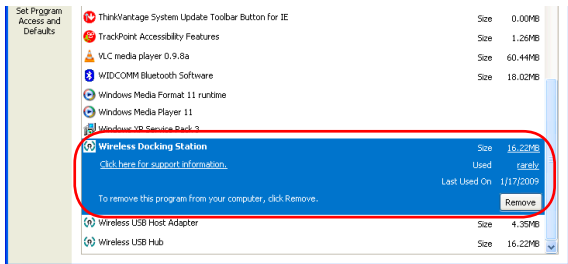 Set Program
Access and
Defaults
ThinkVantage System Update Toolbar Button for IE Size 0.00MB
TrackPoint Accessibility Features Size 1.26MB
VLC media player 0.9.8a Size 60.44MB
WIDCOMM Bluetooth Software Size 18.02MB
Windows Media Format 11 runtime
Windows Media Player 11
Windows XP Service Pack 3
Wireless Docking Station Size 16.22MB
Click here for support information. Used rarely
Last Used On 1/17/2009
To remove this program from your computer, click Remove. Remove
Wireless USB Host Adapter Size 4.35MB
Wireless USB Hub Size 16.22MB